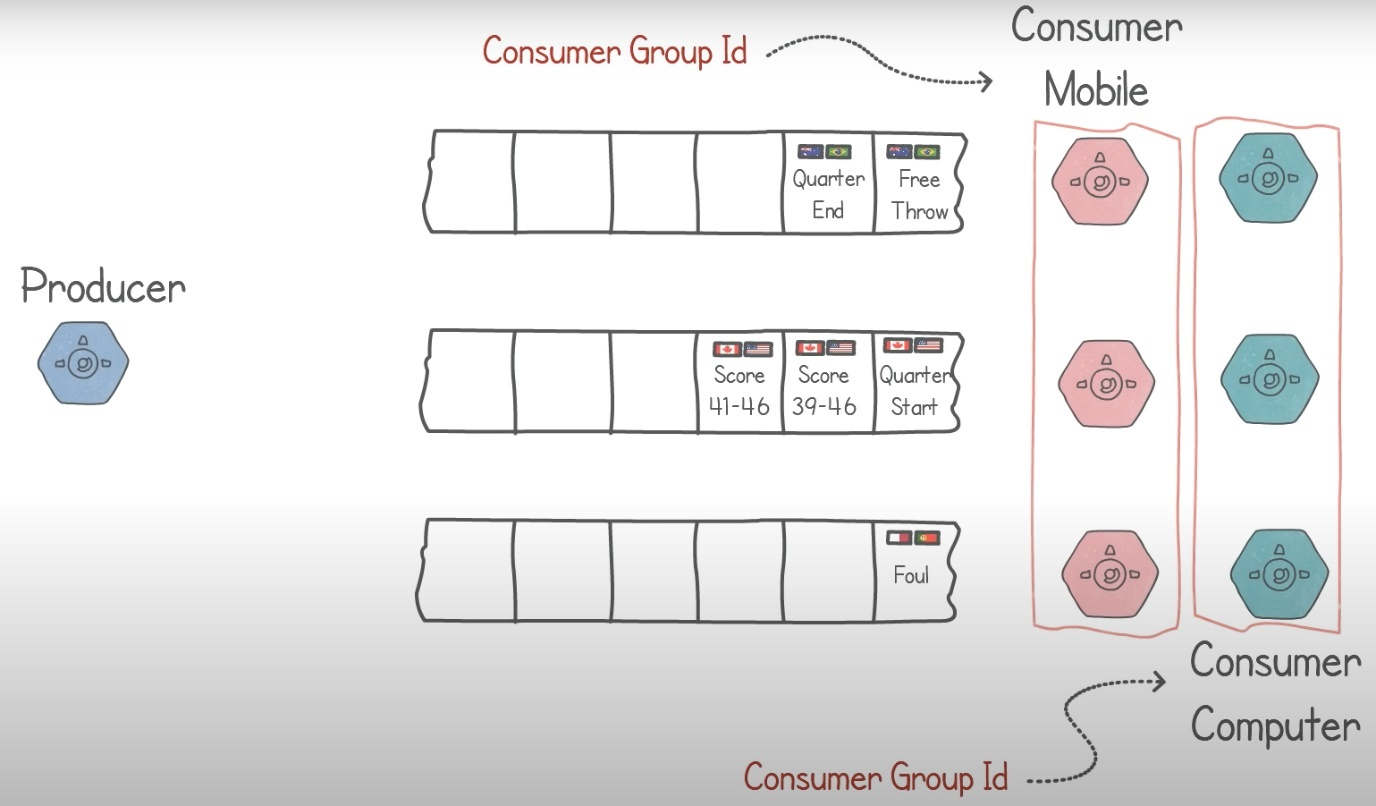 Consumer Group Id
Consumer
Mobile
Quarter
End
Free
Throw
Producer
Score
41-46
Score
39-46
Quarter
Start
Foul
Consumer
Computer
Consumer Group Id